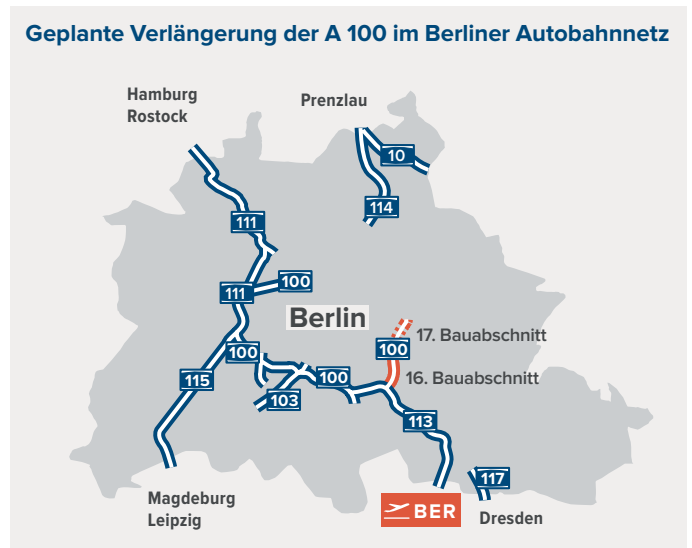 Geplante Verlängerung der A 100 im Berliner Autobahnnetz
Hamburg
Rostock
Prenzlau
10
114
111
100
111
Berlin
17. Bauabschnitt
100
100
16. Bauabschnitt
115
100
103
113
117
Magdeburg
Leipzig
BER
Dresden